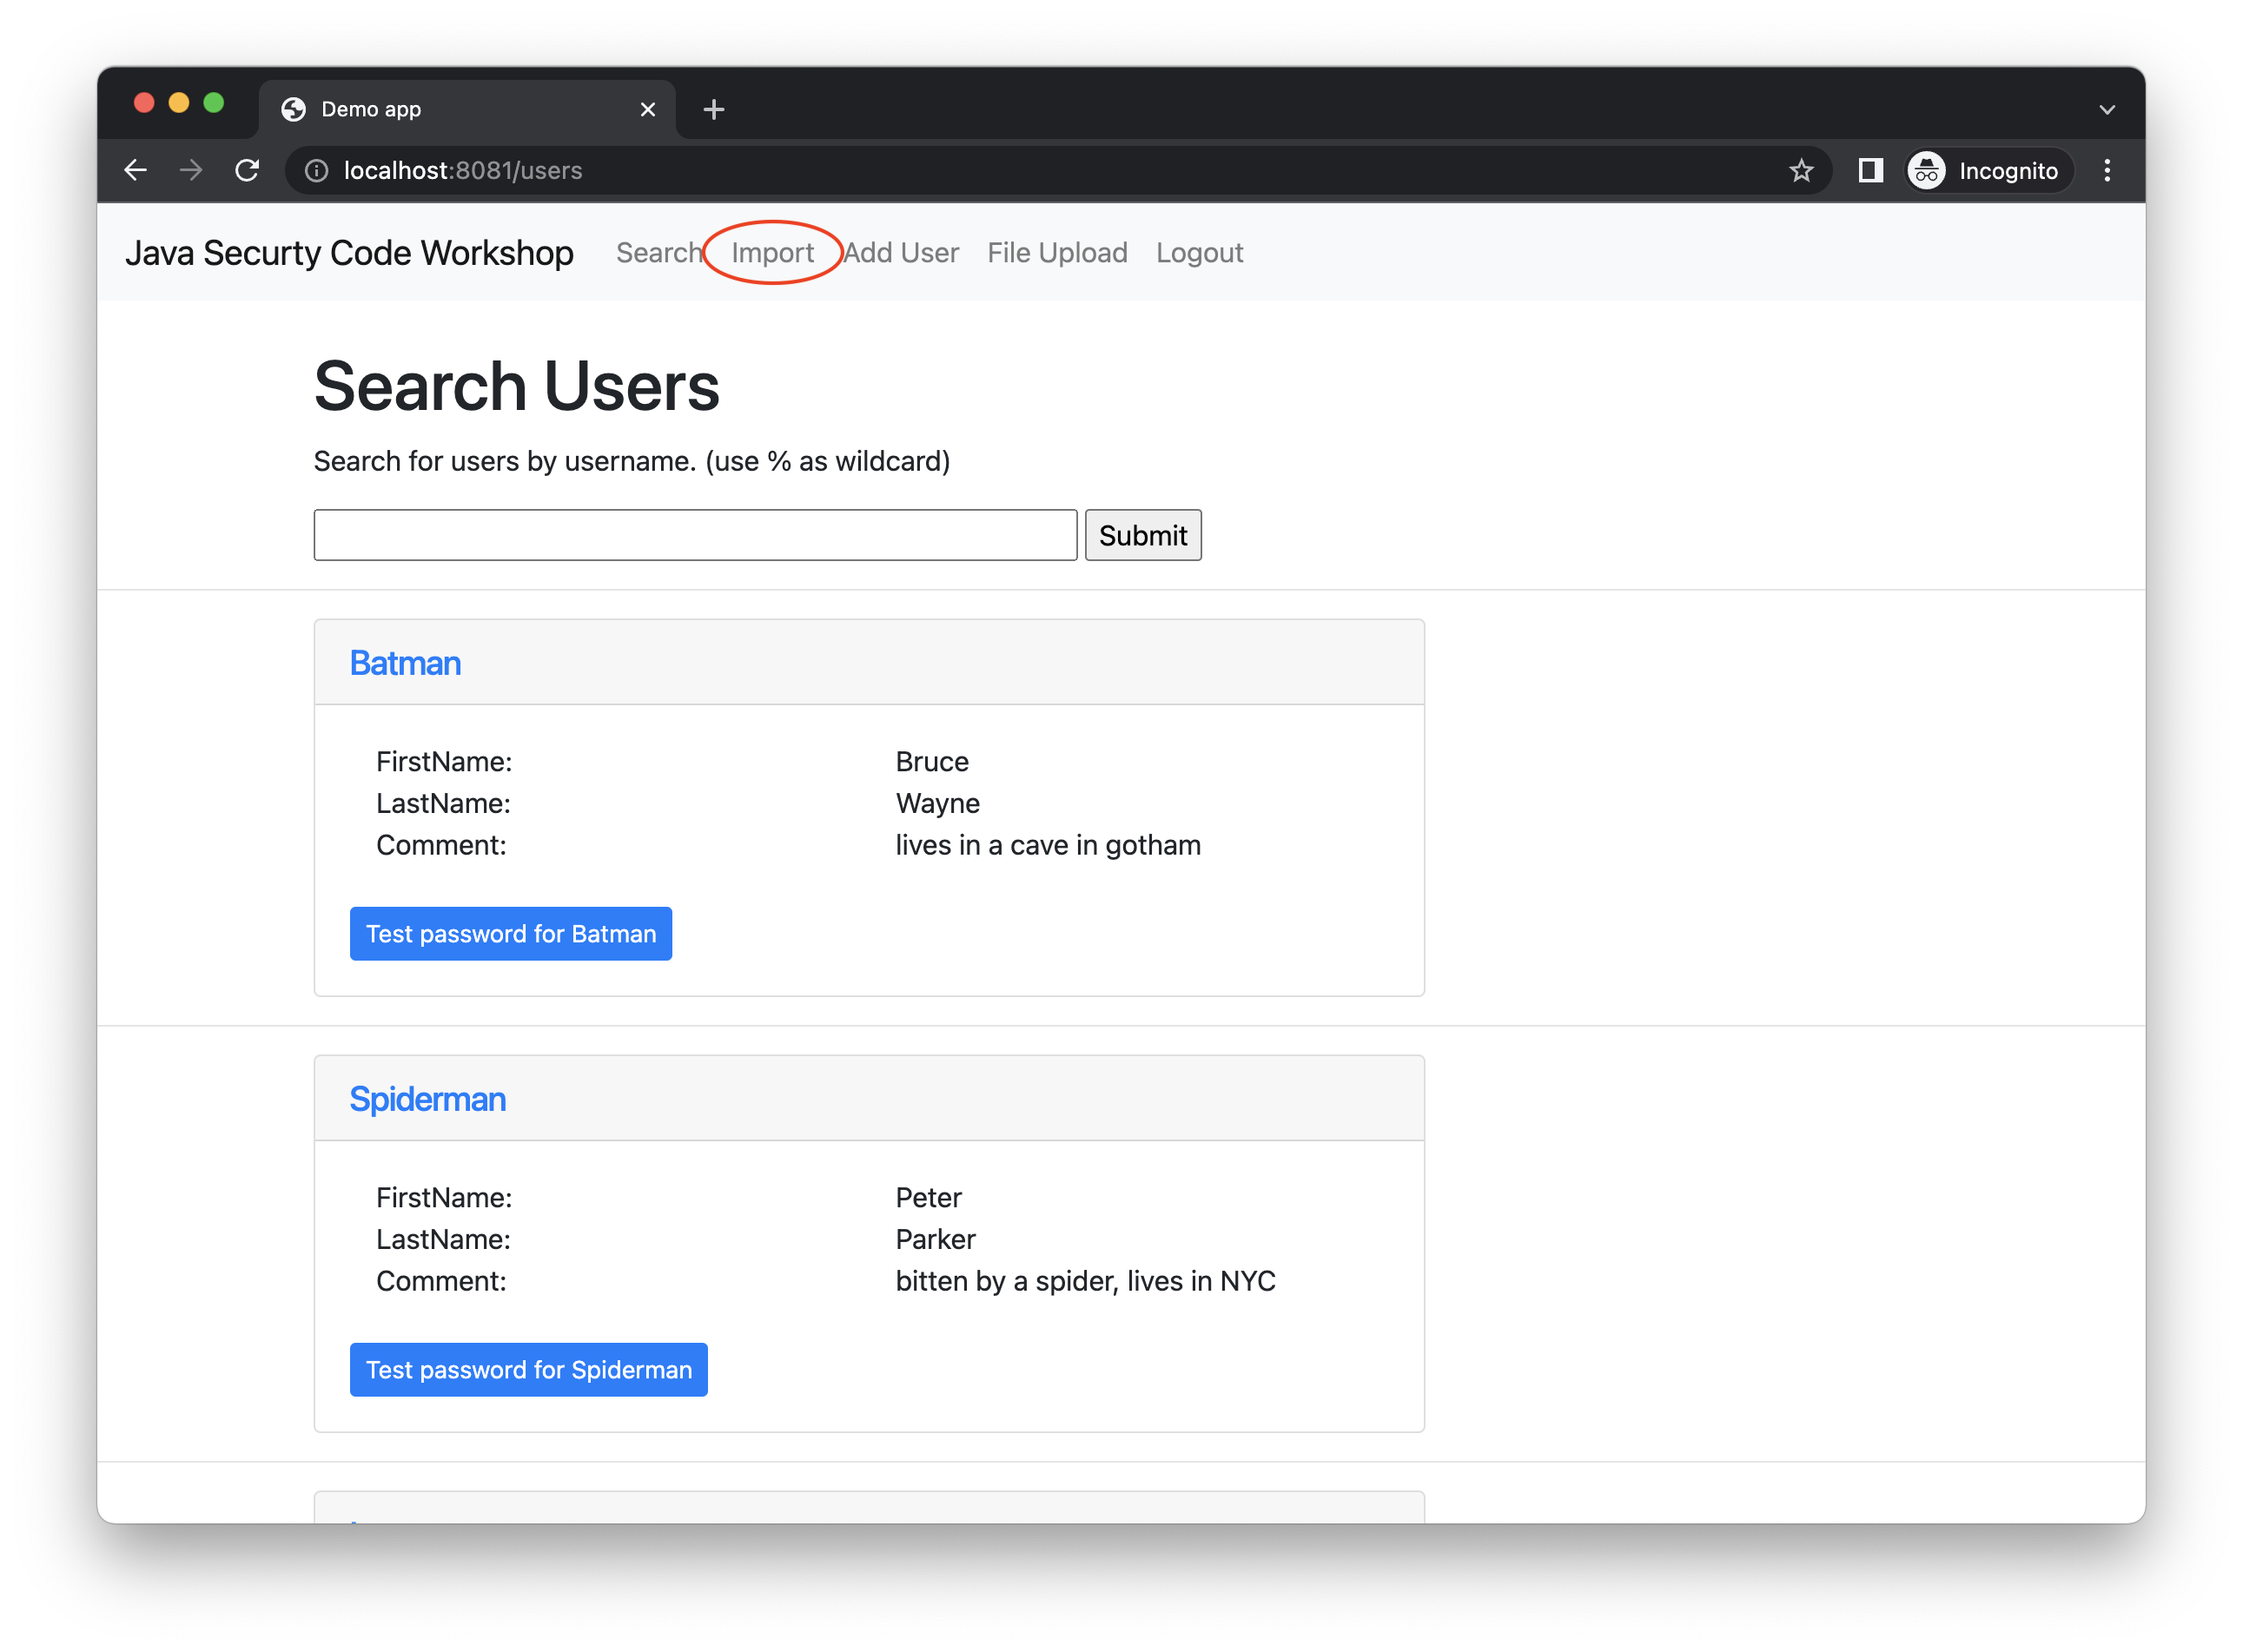 Demo app
localhost:8081/users
Incognito
Java Securty Code Workshop Search Import Add User File Upload Logout
Search Users
Search for users by username. (use % as wildcard)
Submit
Batman
FirstName: Bruce
LastName: Wayne
Comment: lives in a cave in gotham
Test password for Batman
Spiderman
FirstName: Peter
LastName: Parker
Comment: bitten by a spider, lives in NYC
Test password for Spiderman